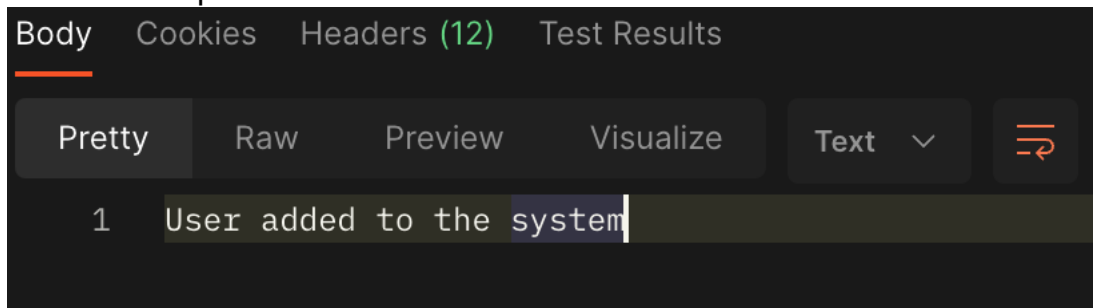 Body Cookies Headers (12) Test Results
Pretty Raw Preview Visualize Text
1 User added to the system